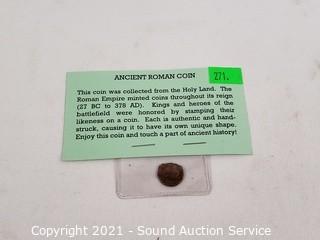 ANCIENT ROMAN COIN
271.
This coin was collected from the Holy Land. The
Roman Empire minted coins throughout its reign
(27 BC to 378 AD). Kings and heroes of the
battlefield were honored by stamping their
likeness on a coin. Each is authentic and hand-
struck, causing it to have its own unique shape.
Enjoy this coin and touch a part of ancient history!
Copyright 2021 - Sound Auction Service